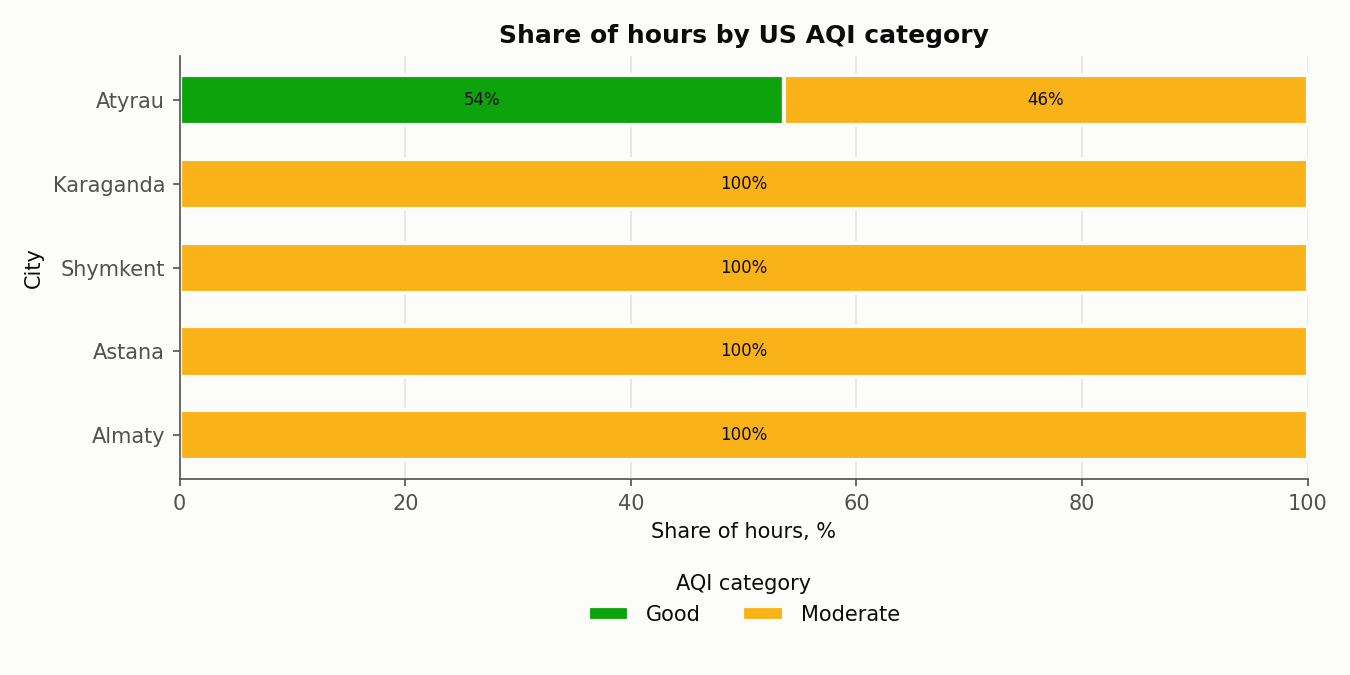 Share of hours by US AQI category
Atyrau
54%
46%
Karaganda
100%
Shymkent
100%
Astana
100%
Almaty
100%
City
0 20 40 60 80 100
Share of hours, %
AQI category
Good Moderate